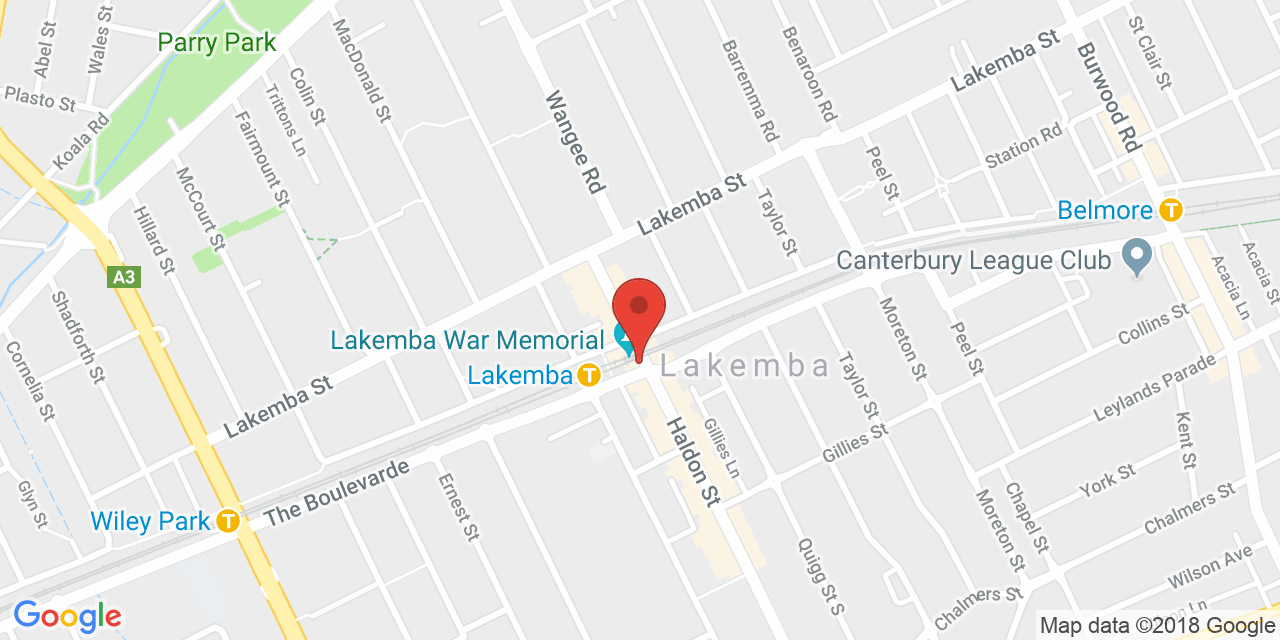 Parry Park
Abel St
Wales St
Plasto St
Koala Rd
MacDonald St
Colin St
Trittons Ln
Fairmount St
McCourt St
Hillard St
A3
Shadforth St
Cornelia St
Glyn St
Wangee Rd
Barremma Rd
Benaroon Rd
Lakemba St
Burwood Rd
St Clair St
Station Rd
Peel St
Taylor St
Lakemba St
Belmore
T
Canterbury League Club
Acacia St
Acacia Ln
Collins St
Moreton St
Peel St
Leylands Parade
Lakemba War Memorial
Lakemba
T
Lakemba
Lakemba St
Taylor St
Gillies St
Gillies Ln
Haldon St
Kent St
York St
Chalmers St
Chapel St
Moreton St
Wilson Ave
Quigg St S
Chalmers St
The Boulevarde
Ernest St
Wiley Park
T
Google
Map data ©2018 Google